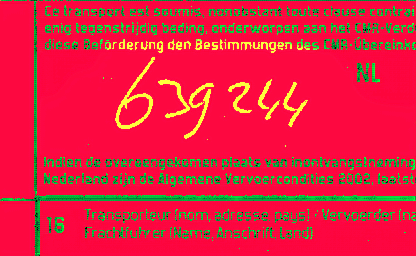 Ce transport est soumis, nonobstant toute clause contrai
enig tegenstrijdig beding, onderworpen aan het CMR-Verd
diese Beförderung den Bestimmungen des CMR-Übereinko
639244
NL
Indien de overeengekomen plaats van inontvangstneming
Nederland zijn de Algemene Vervoercondities 2002, laatst
16 Transporteur (nom, adresse, pays) - Vervoerder (na
Frachtführer (Name, Anschrift, Land)